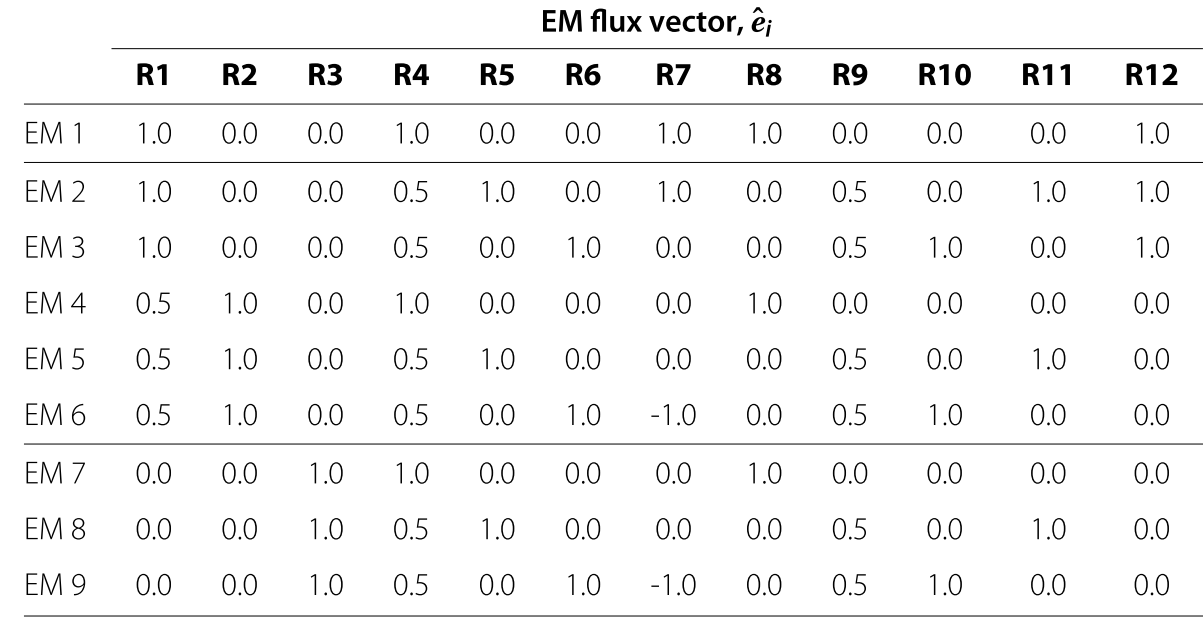 EM flux vector, ê_i
R1 R2 R3 R4 R5 R6 R7 R8 R9 R10 R11 R12
EM 1 1.0 0.0 0.0 1.0 0.0 0.0 1.0 1.0 0.0 0.0 0.0 1.0
EM 2 1.0 0.0 0.0 0.5 1.0 0.0 1.0 0.0 0.5 0.0 1.0 1.0
EM 3 1.0 0.0 0.0 0.5 0.0 1.0 0.0 0.0 0.5 1.0 0.0 1.0
EM 4 0.5 1.0 0.0 1.0 0.0 0.0 0.0 1.0 0.0 0.0 0.0 0.0
EM 5 0.5 1.0 0.0 0.5 1.0 0.0 0.0 0.0 0.5 0.0 1.0 0.0
EM 6 0.5 1.0 0.0 0.5 0.0 1.0 -1.0 0.0 0.5 1.0 0.0 0.0
EM 7 0.0 0.0 1.0 1.0 0.0 0.0 0.0 1.0 0.0 0.0 0.0 0.0
EM 8 0.0 0.0 1.0 0.5 1.0 0.0 0.0 0.0 0.5 0.0 1.0 0.0
EM 9 0.0 0.0 1.0 0.5 0.0 1.0 -1.0 0.0 0.5 1.0 0.0 0.0